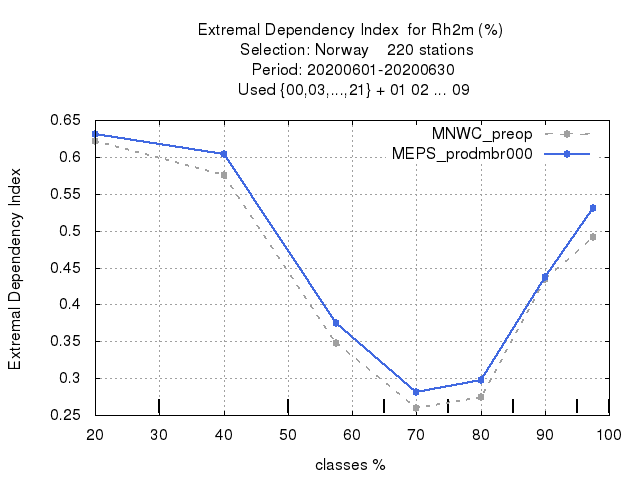 Extremal Dependency Index for Rh2m (%)
Selection: Norway 220 stations
Period: 20200601-20200630
Used {00,03,...,21} + 01 02 ... 09
MNWC_preop
MEPS_prodmbr000
Extremal Dependency Index
0.65
0.6
0.55
0.5
0.45
0.4
0.35
0.3
0.25
20 30 40 50 60 70 80 90 100
classes %